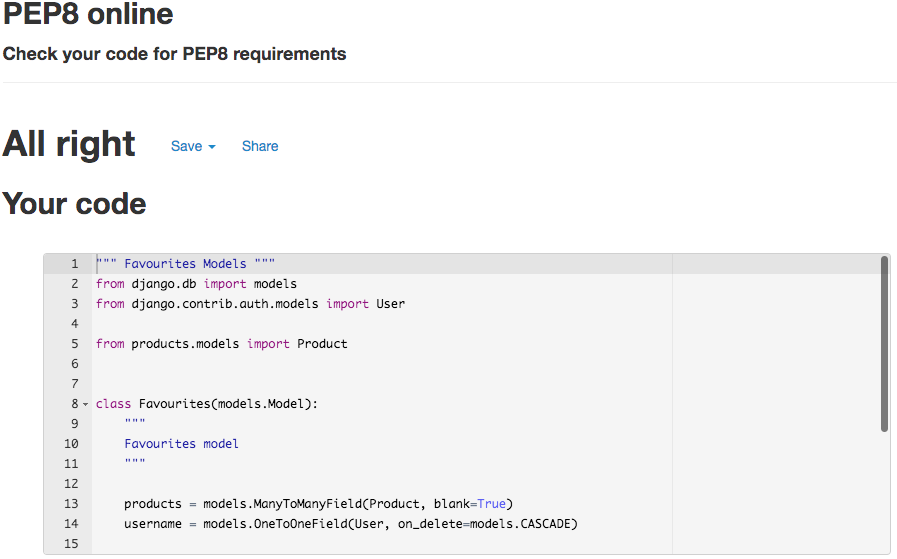 PEP8 online
Check your code for PEP8 requirements
All right Save Share
Your code
1 """ Favourites Models """
2 from django.db import models
3 from django.contrib.auth.models import User
4
5 from products.models import Product
6
7
8 class Favourites(models.Model):
9 """
10 Favourites model
11 """
12
13 products = models.ManyToManyField(Product, blank=True)
14 username = models.OneToOneField(User, on_delete=models.CASCADE)
15